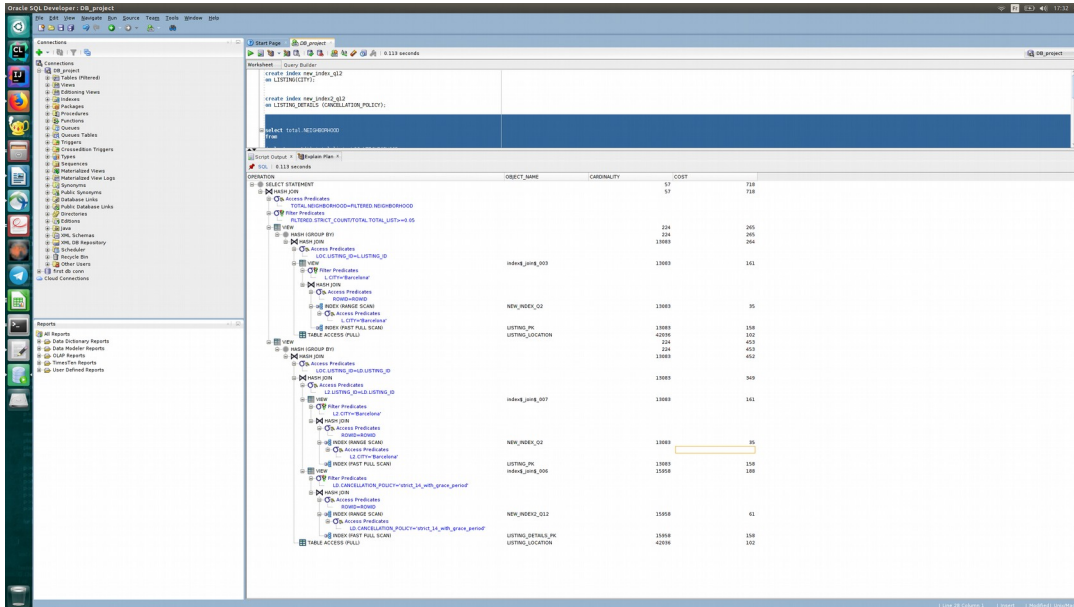 Oracle SQL Developer : DB_project
17:32
File Edit View Navigate Run Source Team Tools Window Help
Connections
Connections
DB_project
Tables (Filtered)
Views
Editioning Views
Indexes
Packages
Procedures
Functions
Queues
Queues Tables
Triggers
Crossedition Triggers
Types
Sequences
Materialized Views
Materialized View Logs
Synonyms
Public Synonyms
Database Links
Public Database Links
Directories
Editions
Java
XML Schemas
XML DB Repository
Scheduler
Recycle Bin
Other Users
first db conn
Cloud Connections
Reports
All Reports
Data Dictionary Reports
Data Modeler Reports
OLAP Reports
TimesTen Reports
User Defined Reports
Start Page DB_project
0.113 seconds
DB_project
Worksheet Query Builder
create index new_index_q12
on LISTING(CITY);
create index new_index2_q12
on LISTING_DETAILS (CANCELLATION_POLICY);
select total.NEIGHBORHOOD
from
Script Output Explain Plan
SQL | 0.113 seconds
OPERATION OBJECT_NAME CARDINALITY COST
SELECT STATEMENT 57 718
HASH JOIN 57 718
Access Predicates
TOTAL.NEIGHBORHOOD=FILTERED.NEIGHBORHOOD
Filter Predicates
FILTERED.STRICT_COUNT/TOTAL.TOTAL_LIST>=0.05
VIEW 224 265
HASH (GROUP BY) 224 265
HASH JOIN 13083 264
Access Predicates
LOC.LISTING_ID=L.LISTING_ID
VIEW index$_join$_003 13083 161
Filter Predicates
L.CITY='Barcelona'
HASH JOIN
Access Predicates
ROWID=ROWID
INDEX (RANGE SCAN) NEW_INDEX_Q2 13083 35
Access Predicates
L.CITY='Barcelona'
INDEX (FAST FULL SCAN) LISTING_PK 13083 158
TABLE ACCESS (FULL) LISTING_LOCATION 42036 102
VIEW 224 453
HASH (GROUP BY) 224 453
HASH JOIN 13083 452
Access Predicates
LOC.LISTING_ID=LD.LISTING_ID
HASH JOIN 13083 349
Access Predicates
L2.LISTING_ID=LD.LISTING_ID
VIEW index$_join$_007 13083 161
Filter Predicates
L2.CITY='Barcelona'
HASH JOIN
Access Predicates
ROWID=ROWID
INDEX (RANGE SCAN) NEW_INDEX_Q2 13083 35
Access Predicates
L2.CITY='Barcelona'
INDEX (FAST FULL SCAN) LISTING_PK 13083 158
VIEW index$_join$_006 15958 188
Filter Predicates
LD.CANCELLATION_POLICY='strict_14_with_grace_period'
HASH JOIN
Access Predicates
ROWID=ROWID
INDEX (RANGE SCAN) NEW_INDEX2_Q12 15958 61
Access Predicates
LD.CANCELLATION_POLICY='strict_14_with_grace_period'
INDEX (FAST FULL SCAN) LISTING_DETAILS_PK 15958 158
TABLE ACCESS (FULL) LISTING_LOCATION 42036 102